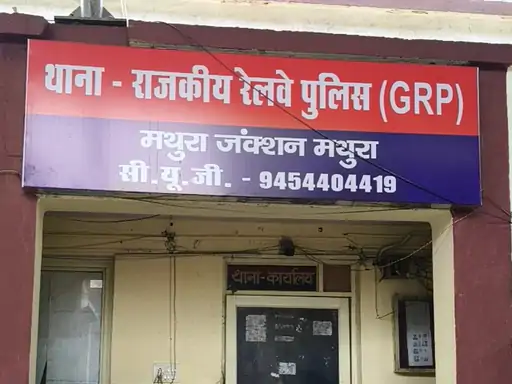 थाना - राजकीय रेलवे पुलिस (GRP)
मथुरा जंक्शन मथुरा
सी.यू.जी. - 9454404419
थाना-कार्यालय